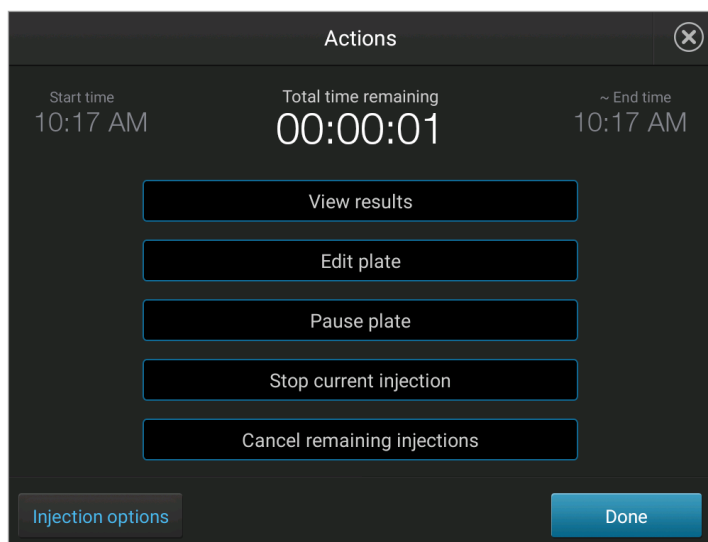 Actions
Start time
Total time remaining
~ End time
10:17 AM
00:00:01
10:17 AM
View results
Edit plate
Pause plate
Stop current injection
Cancel remaining injections
Injection options
Done